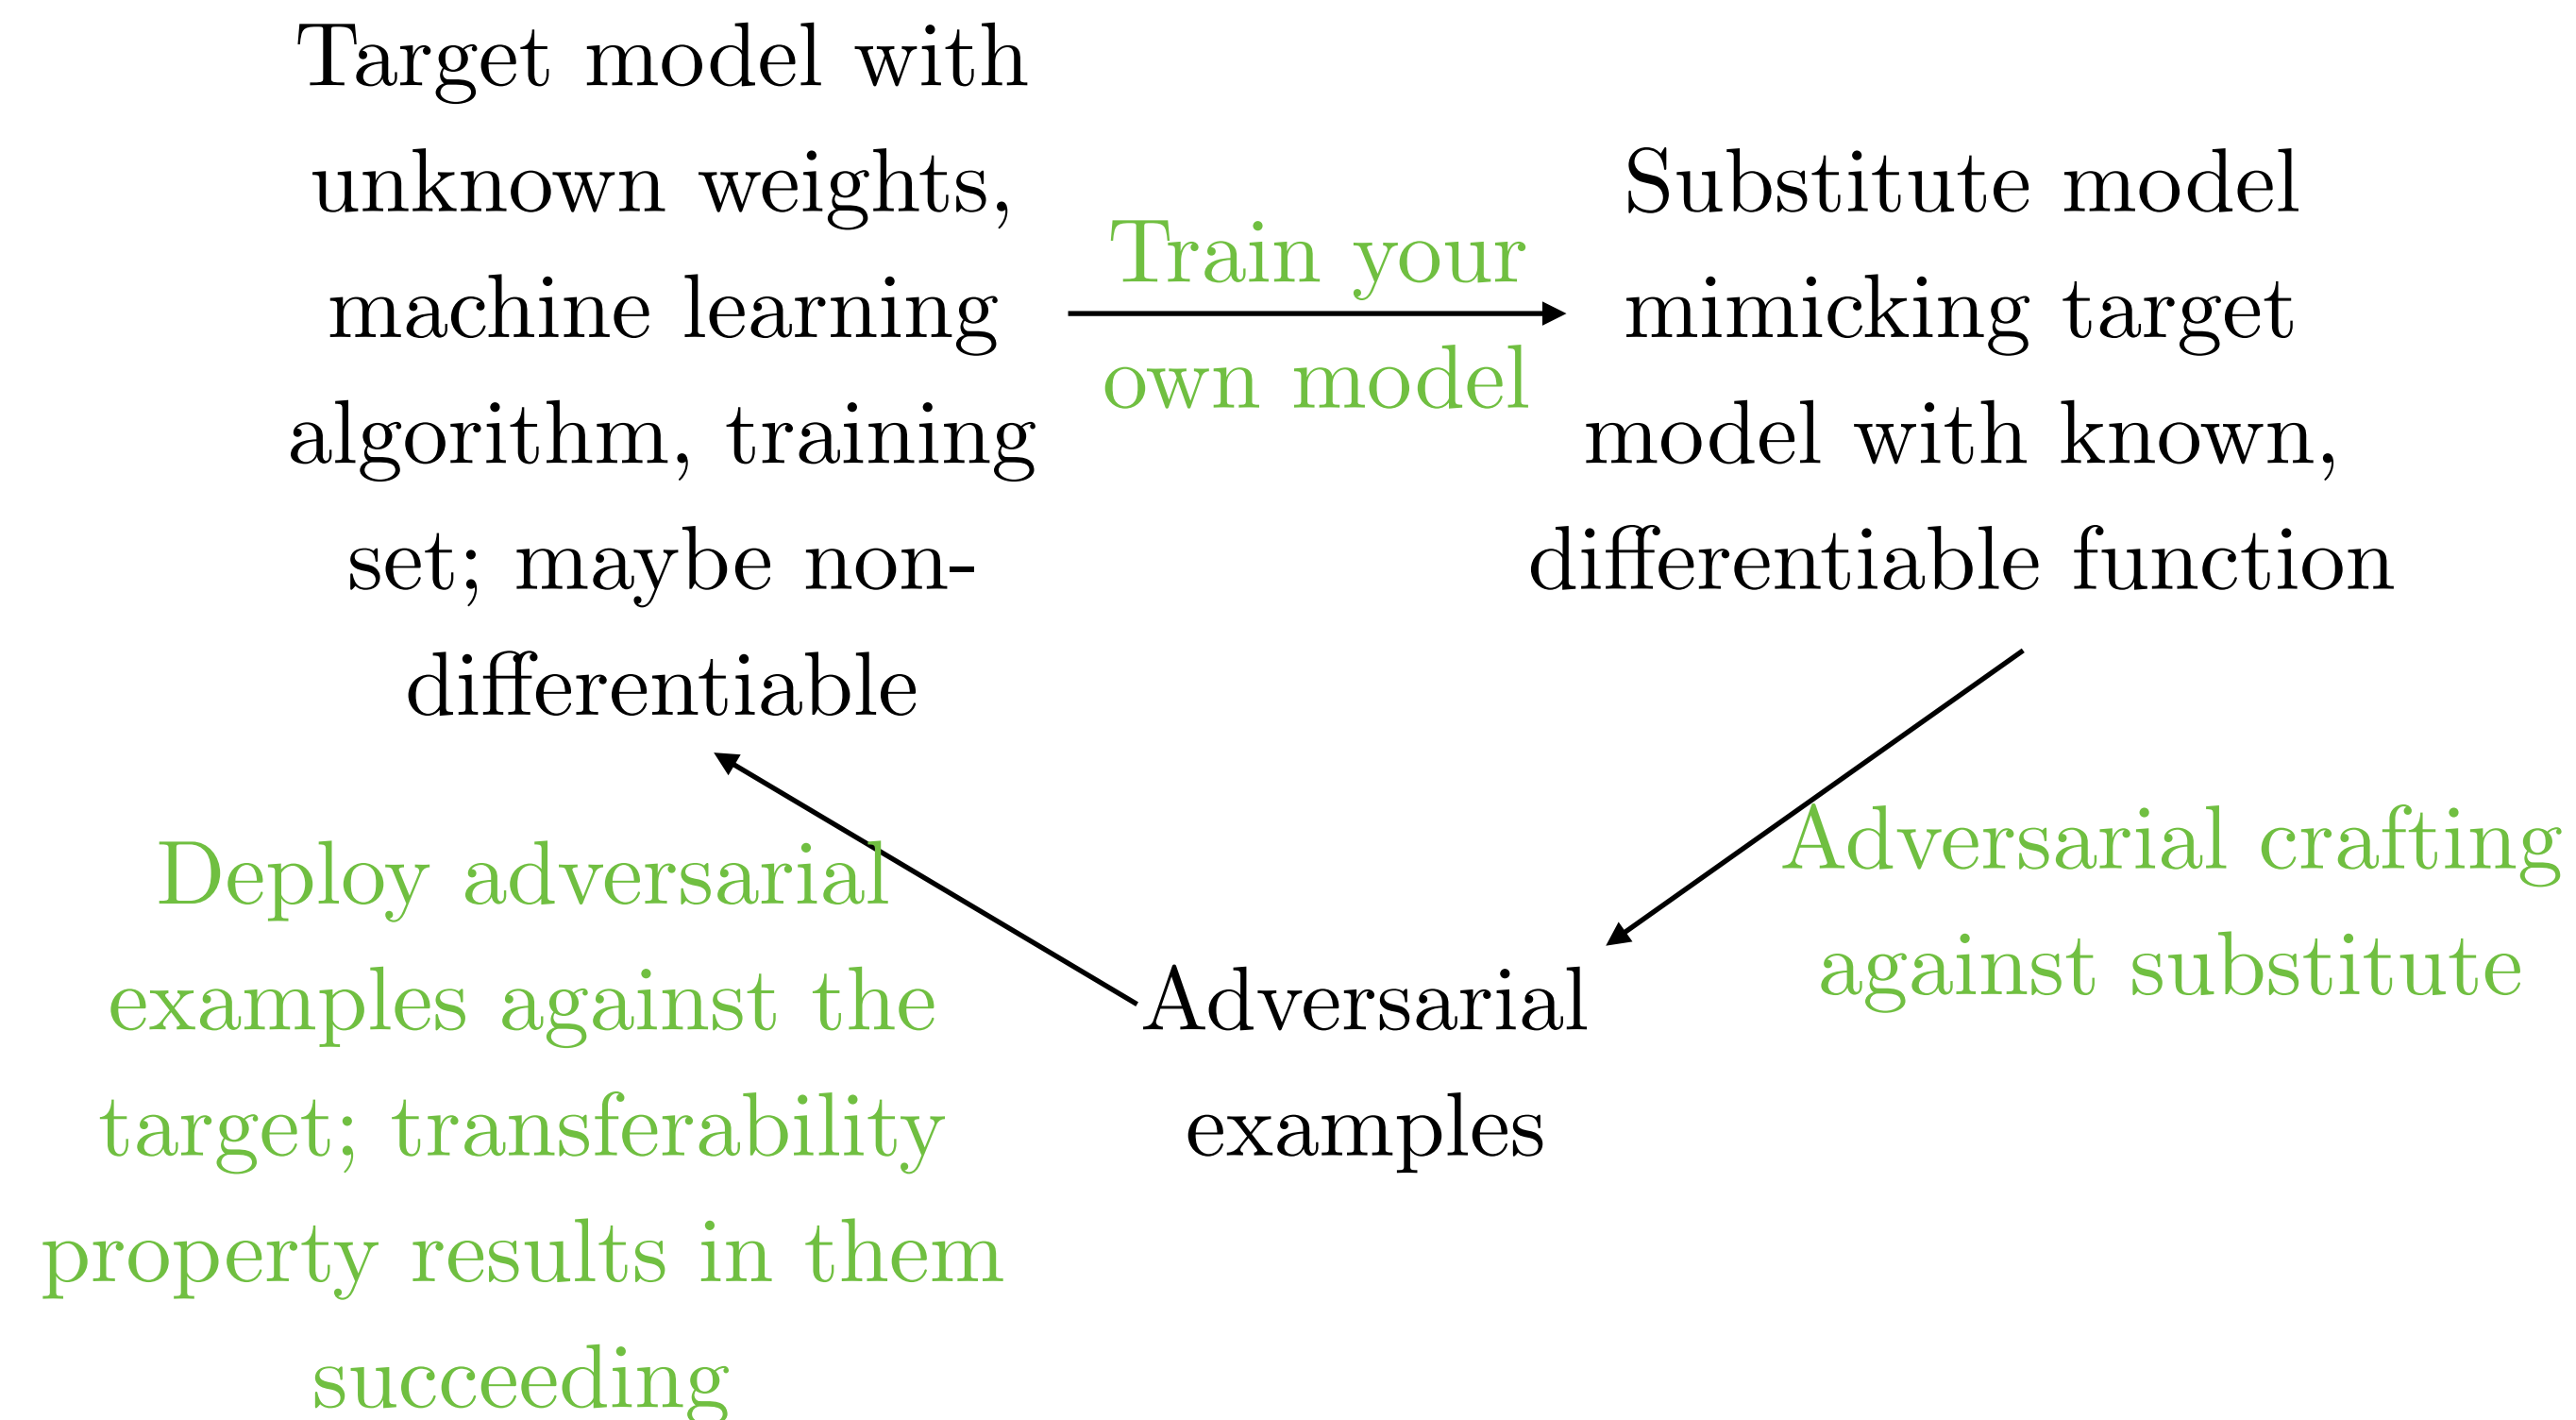 Target model with
unknown weights,
machine learning
algorithm, training
set; maybe non-
differentiable
Train your
own model
Substitute model
mimicking target
model with known,
differentiable function
Adversarial crafting
against substitute
Adversarial
examples
Deploy adversarial
examples against the
target; transferability
property results in them
succeeding